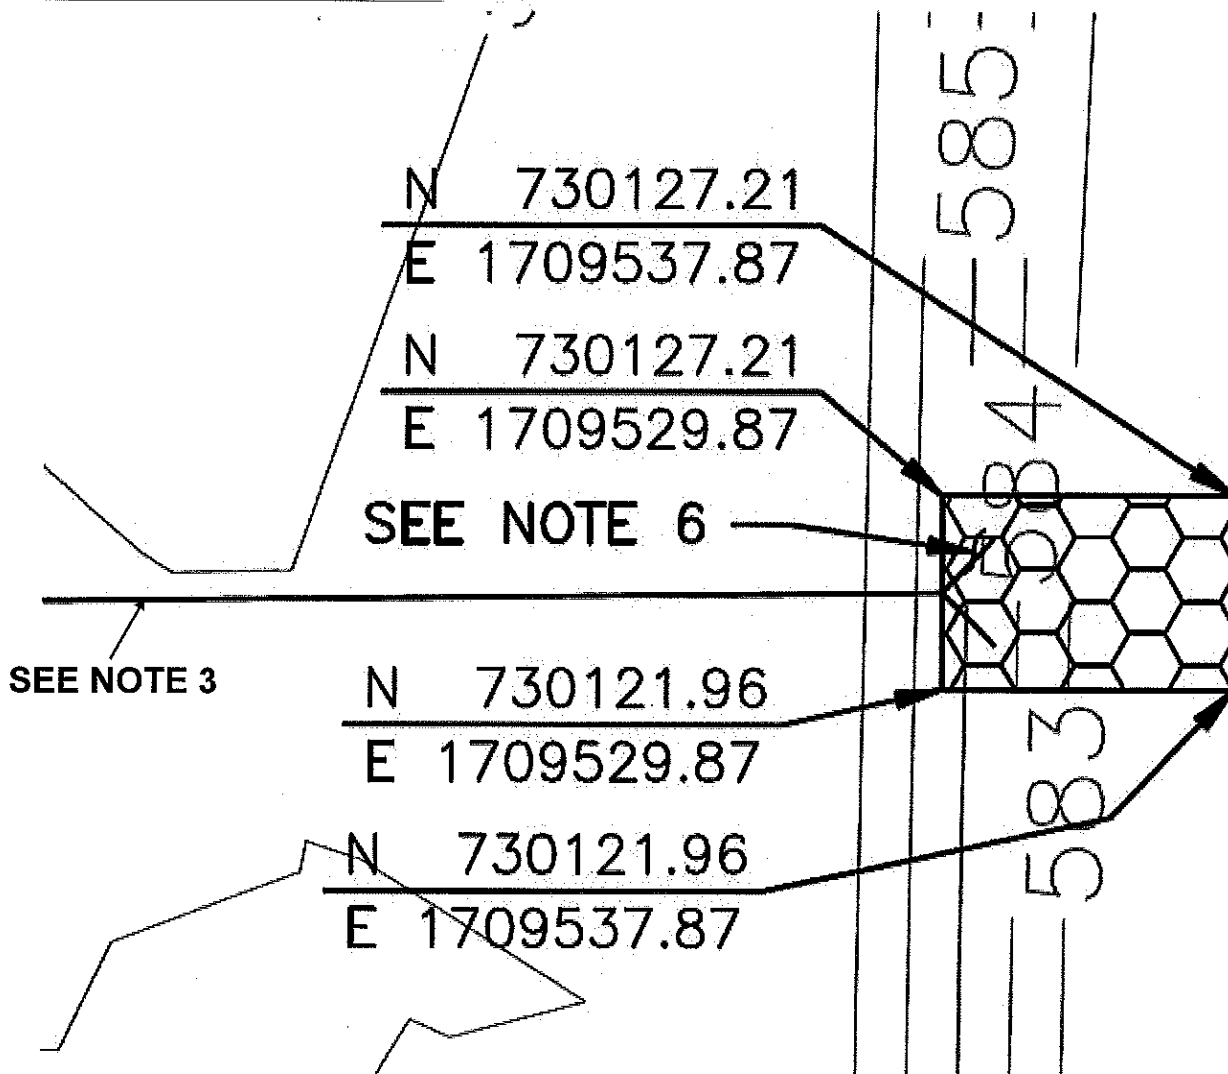 585
N 730127.21
E 1709537.87
N 730127.21
E 1709529.87
584
SEE NOTE 6
SEE NOTE 3
N 730121.96
E 1709529.87
583
N 730121.96
E 1709537.87